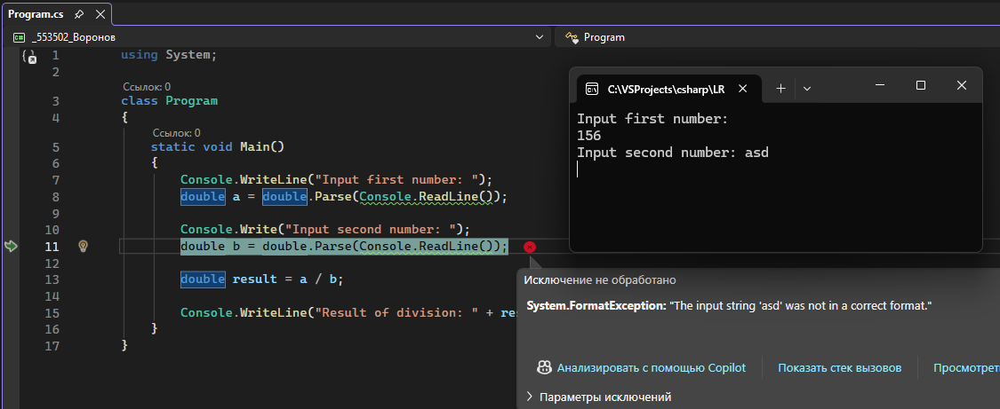 Program.cs
_553502_Воронов
Program
1 using System;
2
Ссылок: 0
3 class Program
4 {
Ссылок: 0
5 static void Main()
6 {
7 Console.WriteLine("Input first number: ");
8 double a = double.Parse(Console.ReadLine());
9
10 Console.Write("Input second number: ");
11 double b = double.Parse(Console.ReadLine());
12
13 double result = a / b;
14
15 Console.WriteLine("Result of division: " + res
16 }
17 }
C:\VSProjects\csharp\LR
Input first number:
156
Input second number: asd
Исключение не обработано
System.FormatException: "The input string 'asd' was not in a correct format."
Анализировать с помощью Copilot
Показать стек вызовов
Просмотрет
Параметры исключений